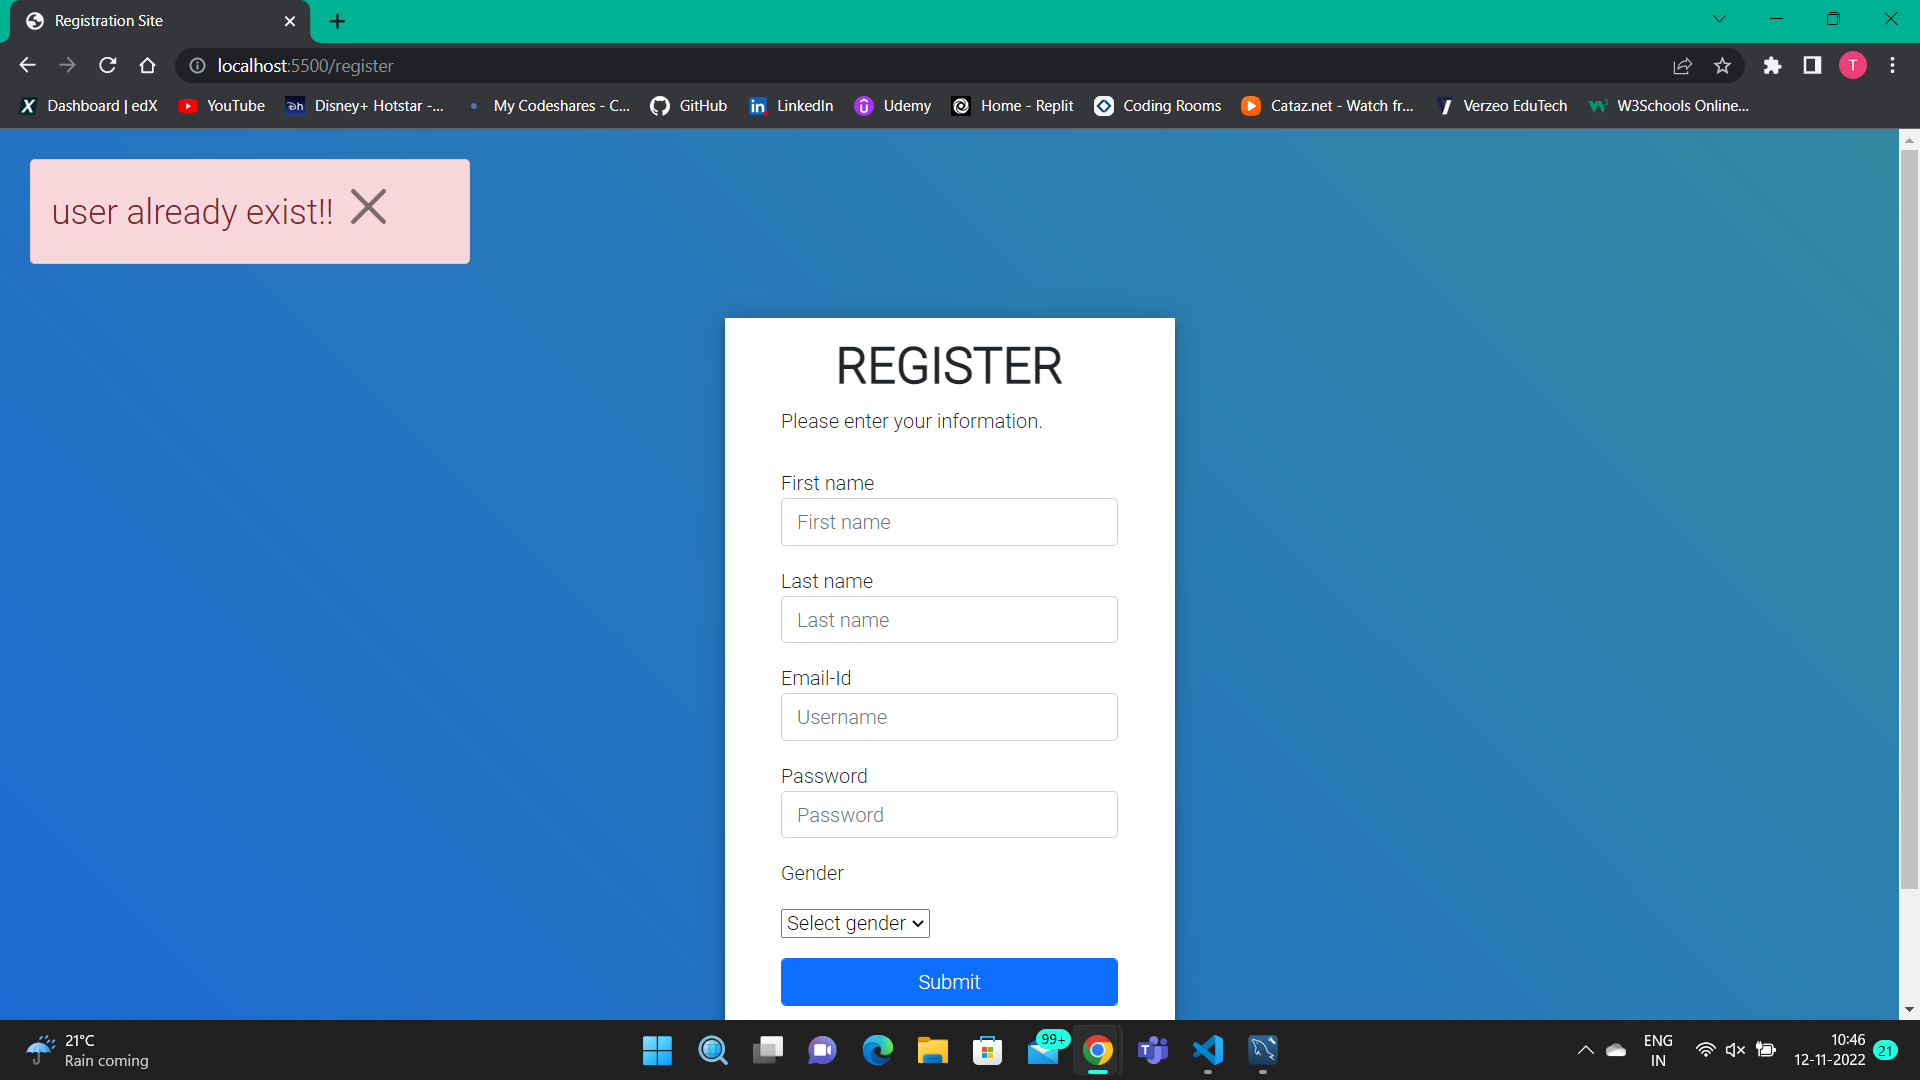 Registration Site
localhost:5500/register
T
Dashboard | edX
YouTube
Disney+ Hotstar -...
My Codeshares - C...
GitHub
LinkedIn
Udemy
Home - Replit
Coding Rooms
Cataz.net - Watch fr...
Verzeo EduTech
W3Schools Online...
user already exist!!
REGISTER
Please enter your information.
First name
First name
Last name
Last name
Email-Id
Username
Password
Password
Gender
Select gender
Submit
21°C
Rain coming
99+
ENG
IN
10:46
12-11-2022
21